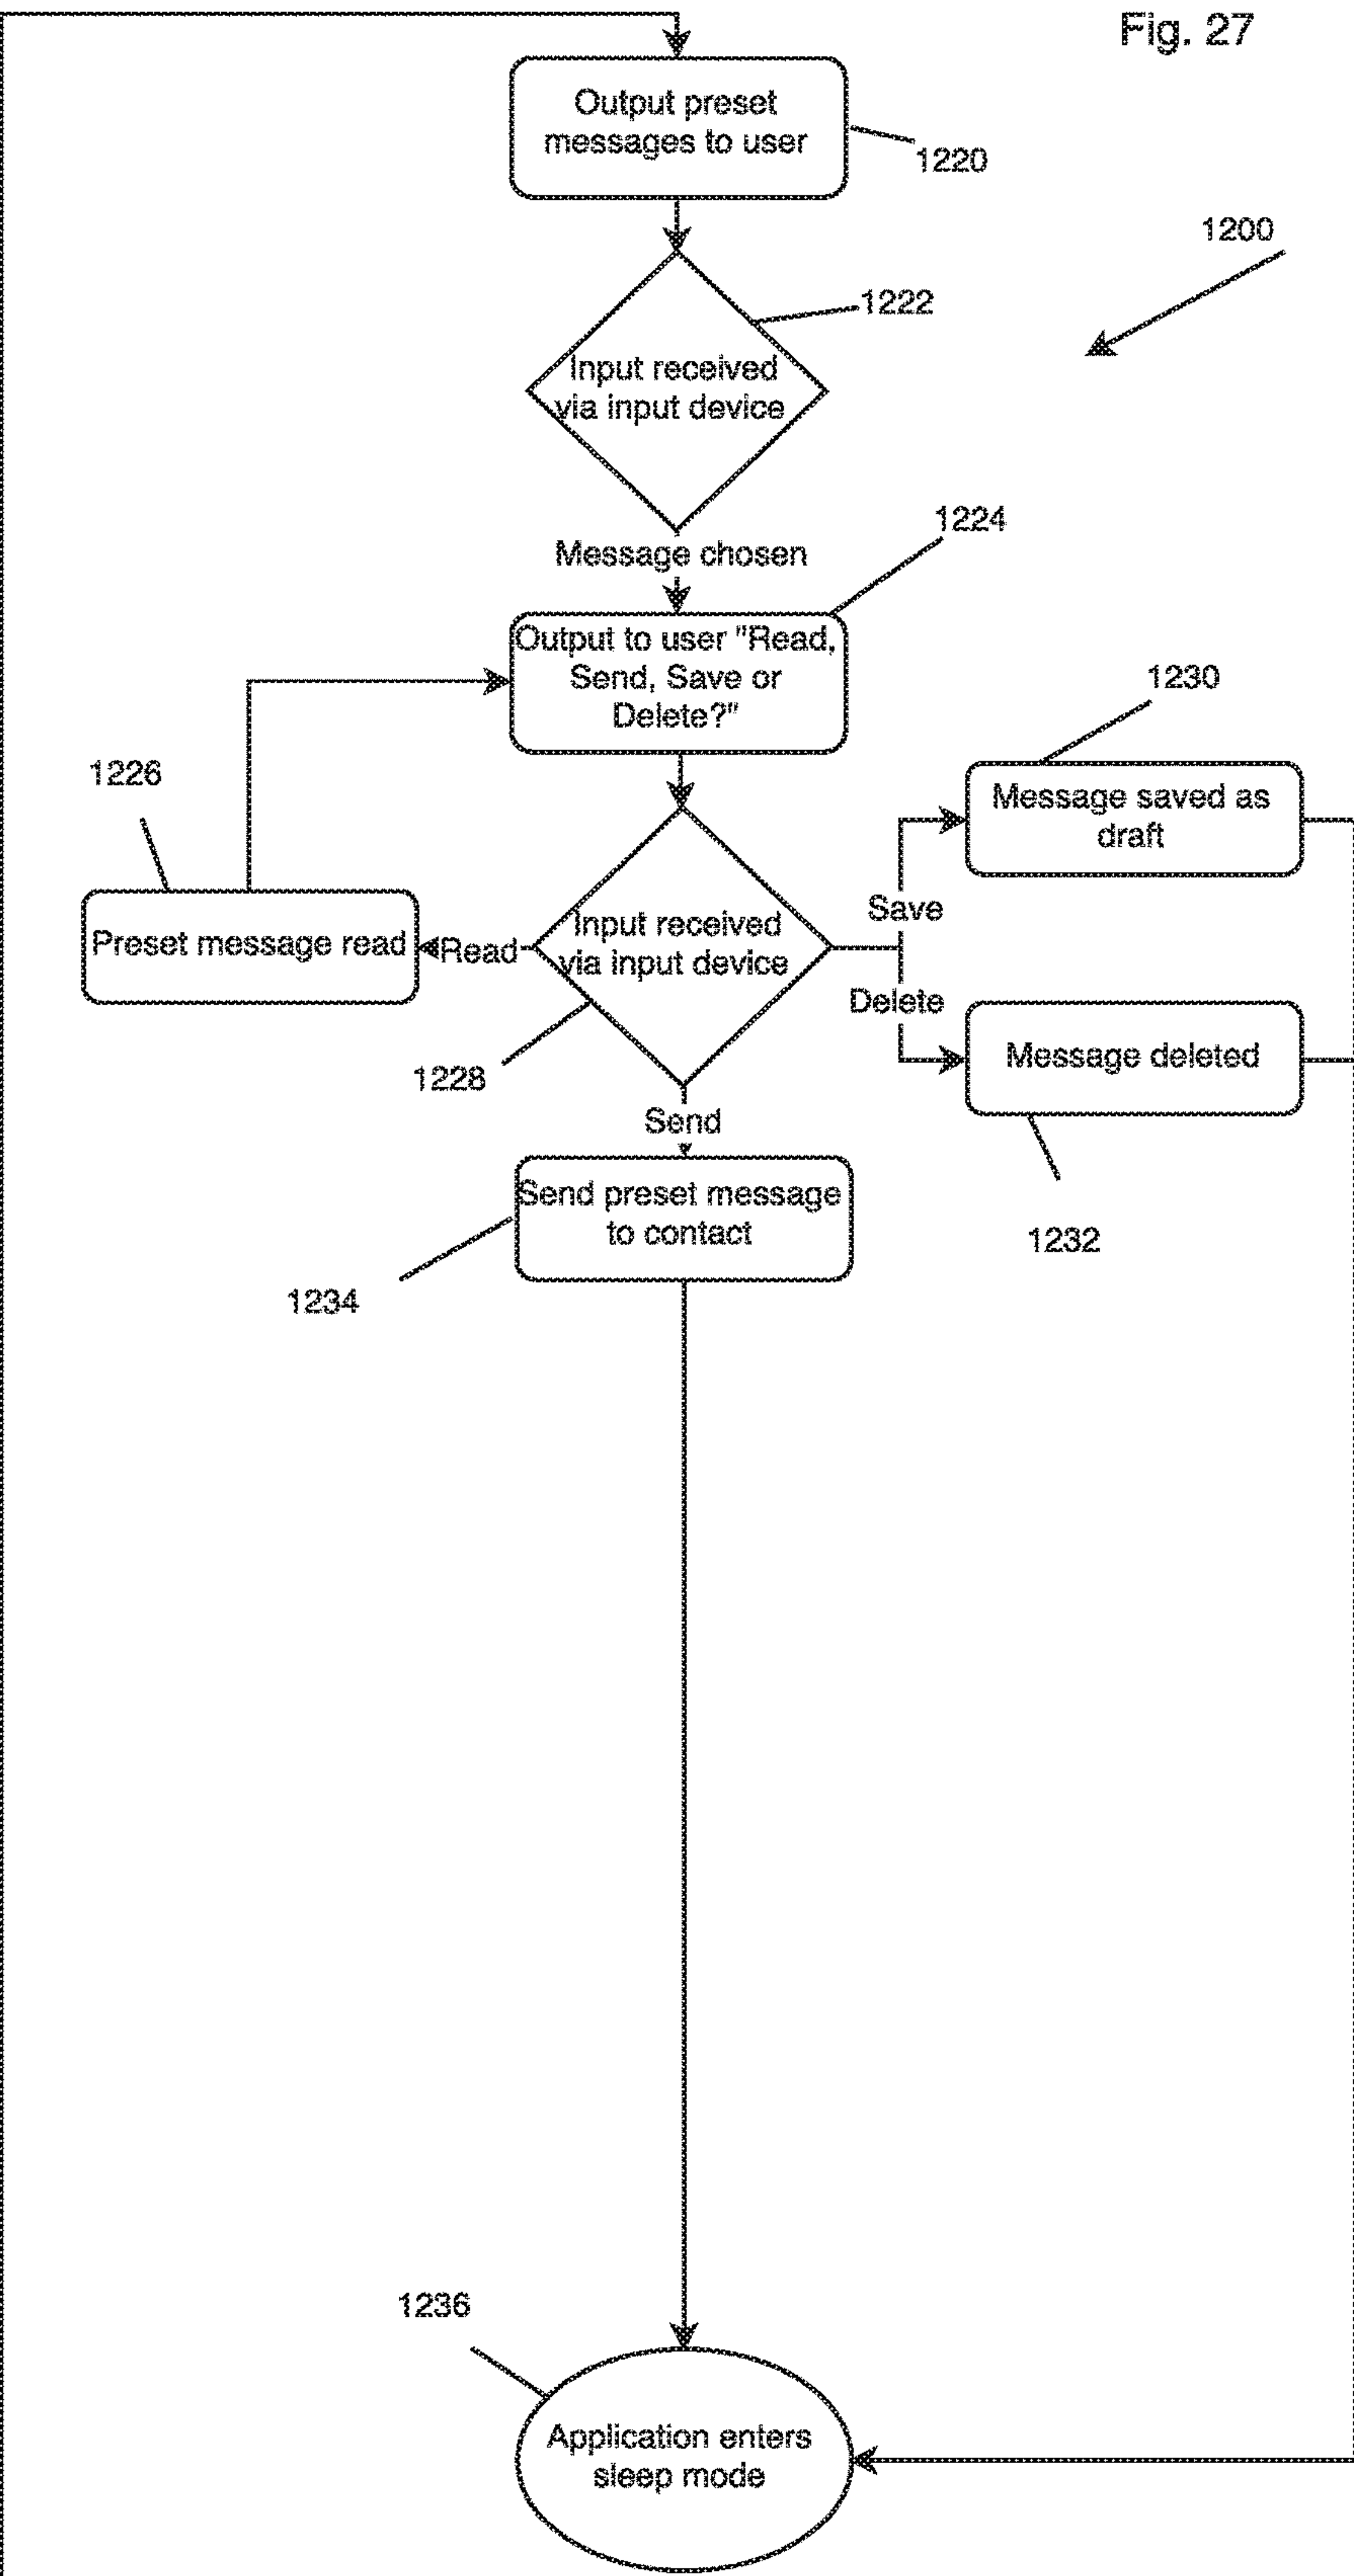 Fig. 27
Output preset
messages to user
1220
1200
1222
Input received
via input device
1224
Message chosen
Output to user "Read,
Send, Save or
Delete?"
1230
1226
Message saved as
draft
Save
Preset message read
Read
Input received
via input device
Delete
Message deleted
1228
Send
Send preset message
to contact
1232
1234
1236
Application enters
sleep mode